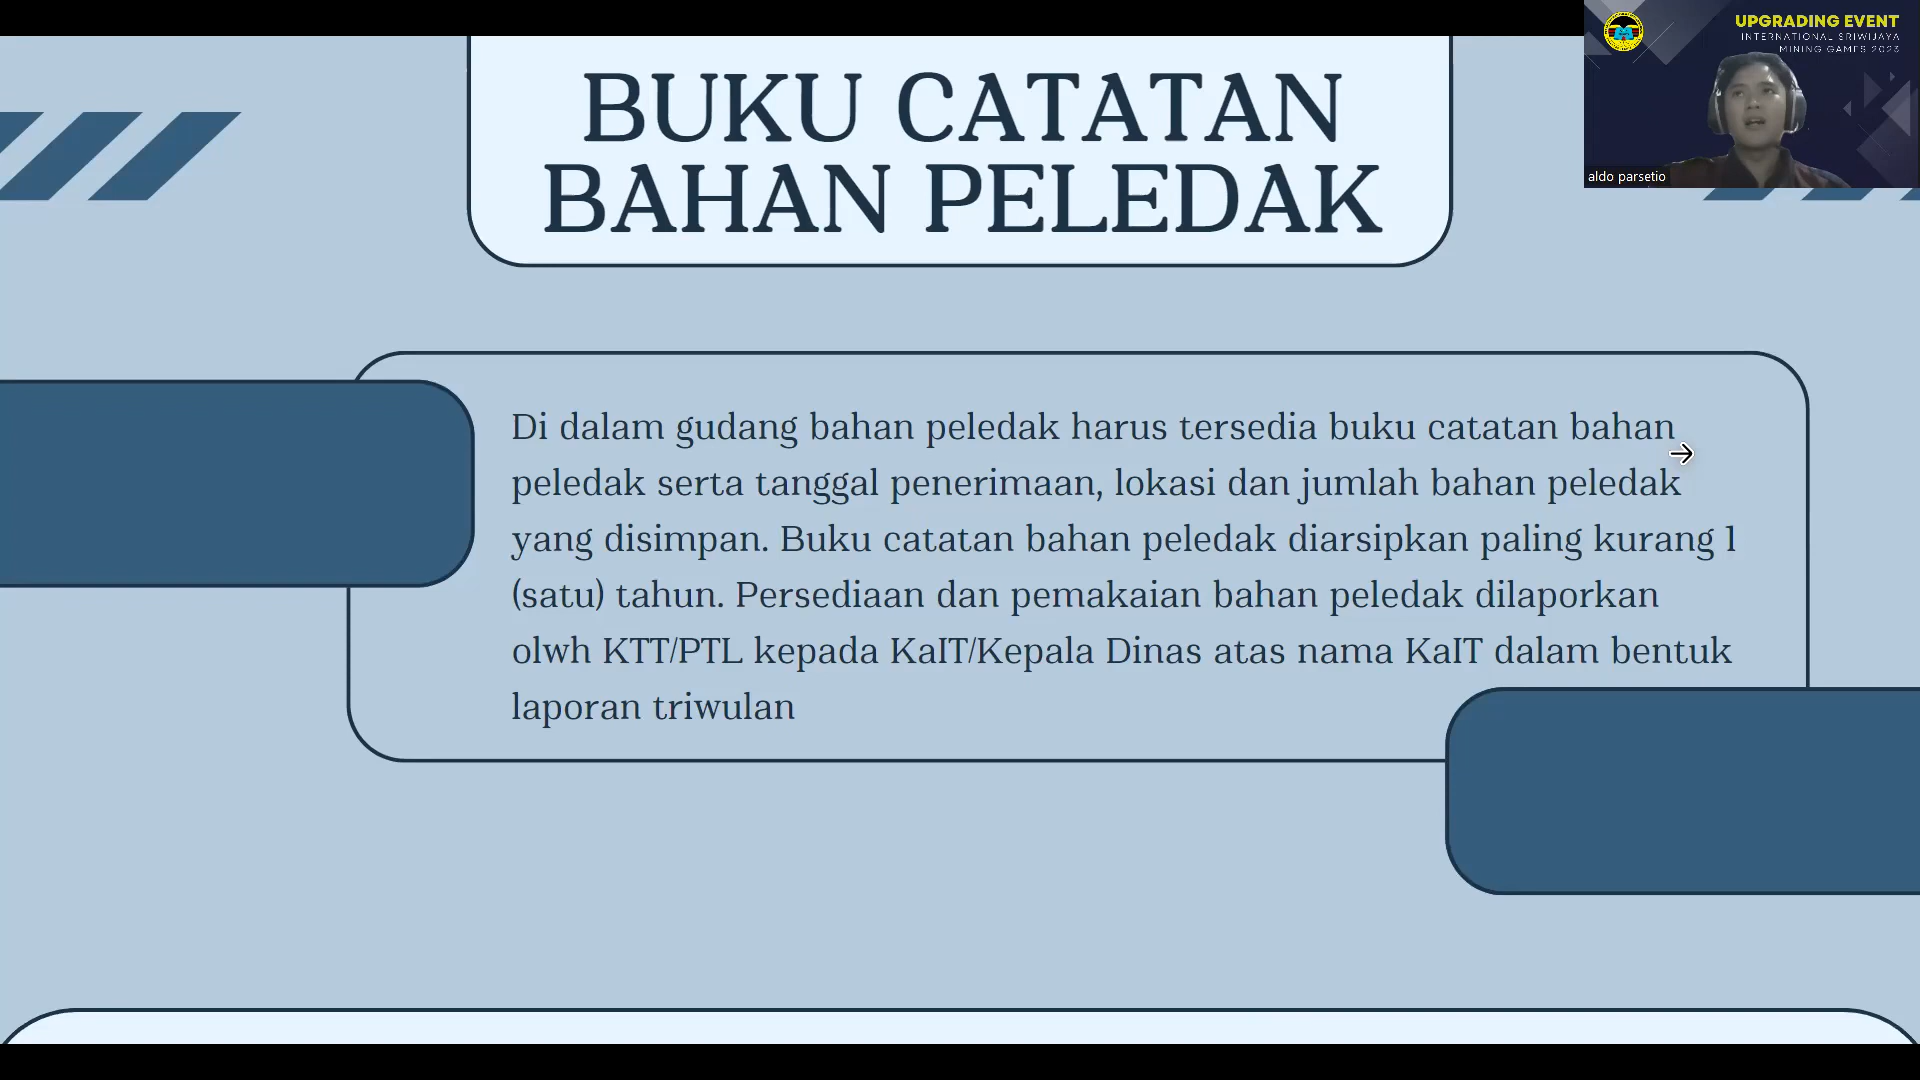 UPGRADING EVENT
INTERNATIONAL SRIWIJAYA
MINING GAMES 2023
aldo parsetio
BUKU CATATAN
BAHAN PELEDAK
Di dalam gudang bahan peledak harus tersedia buku catatan bahan
peledak serta tanggal penerimaan, lokasi dan jumlah bahan peledak
yang disimpan. Buku catatan bahan peledak diarsipkan paling kurang 1
(satu) tahun. Persediaan dan pemakaian bahan peledak dilaporkan
olwh KTT/PTL kepada KaIT/Kepala Dinas atas nama KaIT dalam bentuk
laporan triwulan